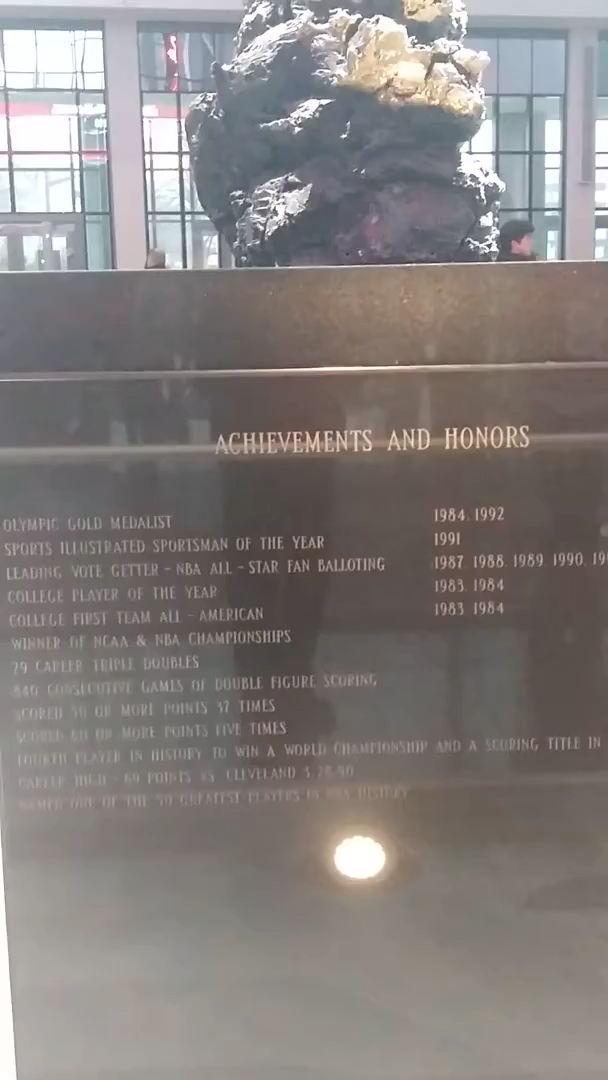 ACHIEVEMENTS AND HONORS
OLYMPIC GOLD MEDALIST 1984, 1992
SPORTS ILLUSTRATED SPORTSMAN OF THE YEAR 1991
LEADING VOTE GETTER - NBA ALL - STAR FAN BALLOTING 1987, 1988, 1989, 1990, 19
COLLEGE PLAYER OF THE YEAR 1983, 1984
COLLEGE FIRST TEAM ALL - AMERICAN 1983, 1984
WINNER OF NCAA & NBA CHAMPIONSHIPS
29 CAREER TRIPLE DOUBLES
840 CONSECUTIVE GAMES OF DOUBLE FIGURE SCORING
SCORED 50 OR MORE POINTS 37 TIMES
SCORED 60 OR MORE POINTS FIVE TIMES
FOURTH PLAYER IN HISTORY TO WIN A WORLD CHAMPIONSHIP AND A SCORING TITLE IN
CAREER HIGH - 69 POINTS VS. CLEVELAND 3-28-90
NAMED ONE OF THE 50 GREATEST PLAYERS IN NBA HISTORY